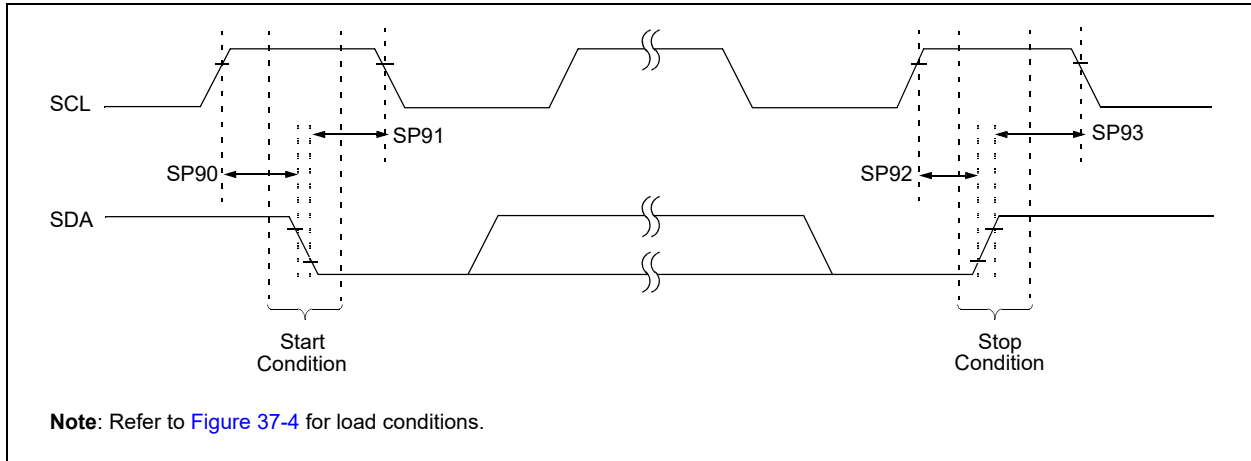 SCL
SP91
SP93
SP90
SP92
SDA
Start
Condition
Stop
Condition
Note: Refer to Figure 37-4 for load conditions.